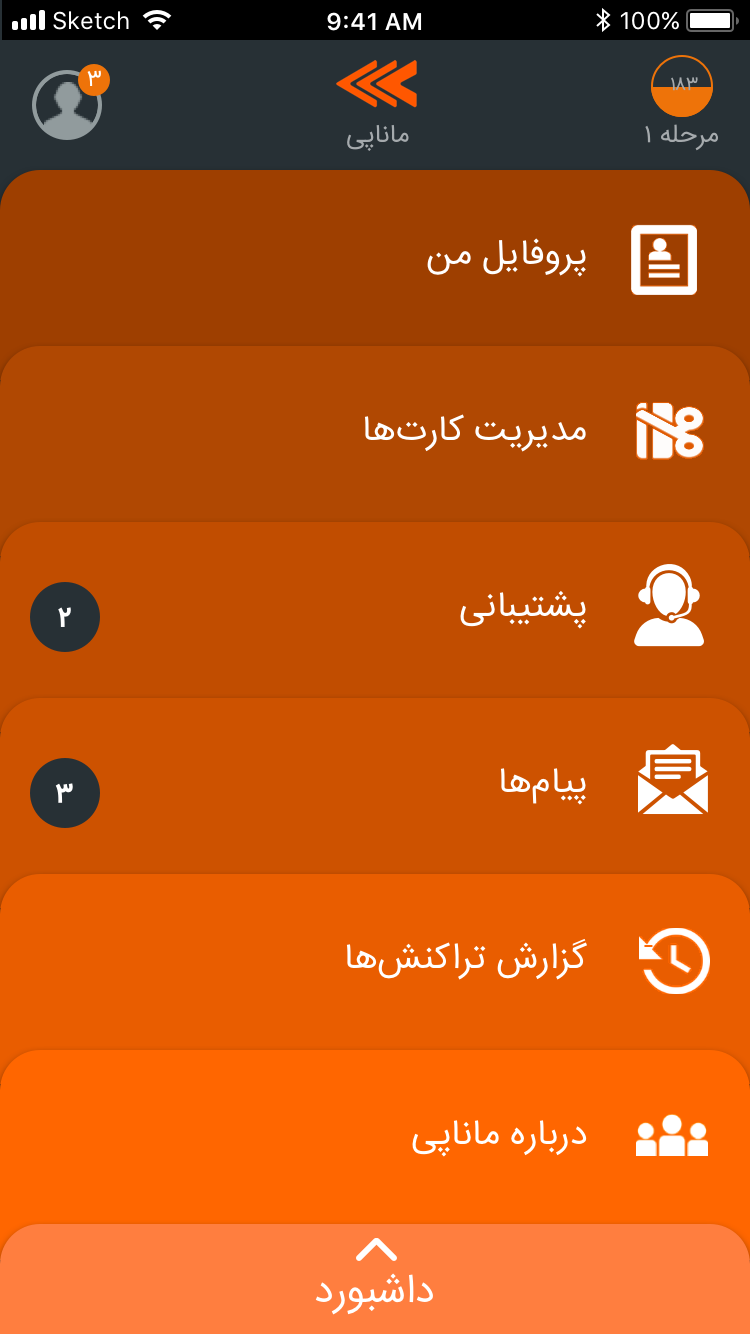 Sketch 9:41 AM 100%
۱۸۳
۳
مرحله ۱
ماناپی
پروفایل من
مدیریت کارت‌ها
پشتیبانی
۲
پیام‌ها
۳
گزارش تراکنش‌ها
درباره ماناپی
داشبورد